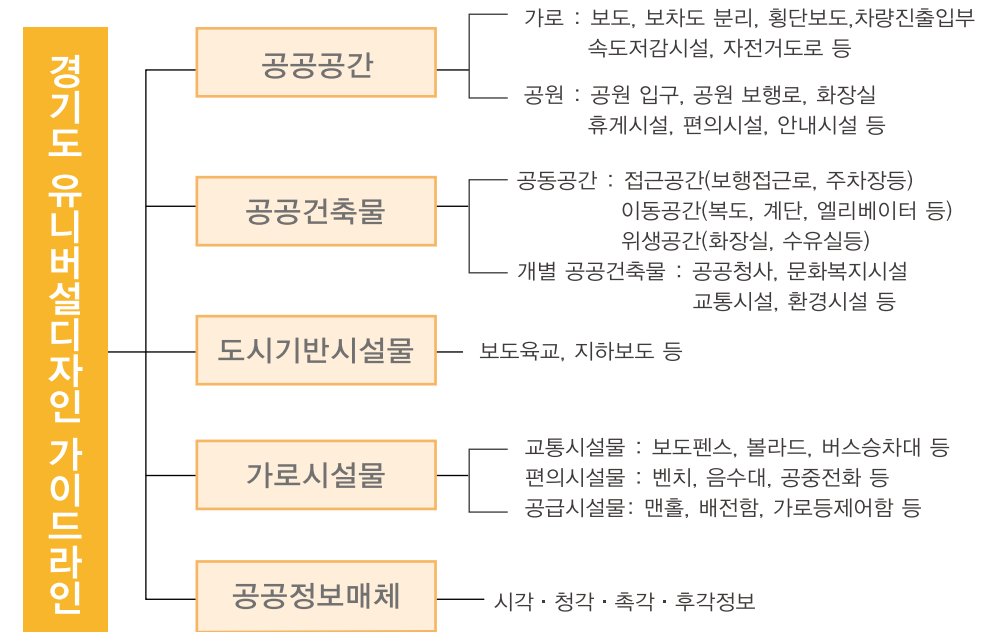 경기도 유니버설디자인 가이드라인
공공공간
가로 : 보도, 보차도 분리, 횡단보도,차량진출입부
속도저감시설, 자전거도로 등
공원 : 공원 입구, 공원 보행로, 화장실
휴게시설, 편의시설, 안내시설 등
공공건축물
공동공간 : 접근공간(보행접근로, 주차장등)
이동공간(복도, 계단, 엘리베이터 등)
위생공간(화장실, 수유실등)
개별 공공건축물 : 공공청사, 문화복지시설
교통시설, 환경시설 등
도시기반시설물
보도육교, 지하보도 등
가로시설물
교통시설물 : 보도펜스, 볼라드, 버스승차대 등
편의시설물 : 벤치, 음수대, 공중전화 등
공급시설물: 맨홀, 배전함, 가로등제어함 등
공공정보매체
시각·청각·촉각·후각정보